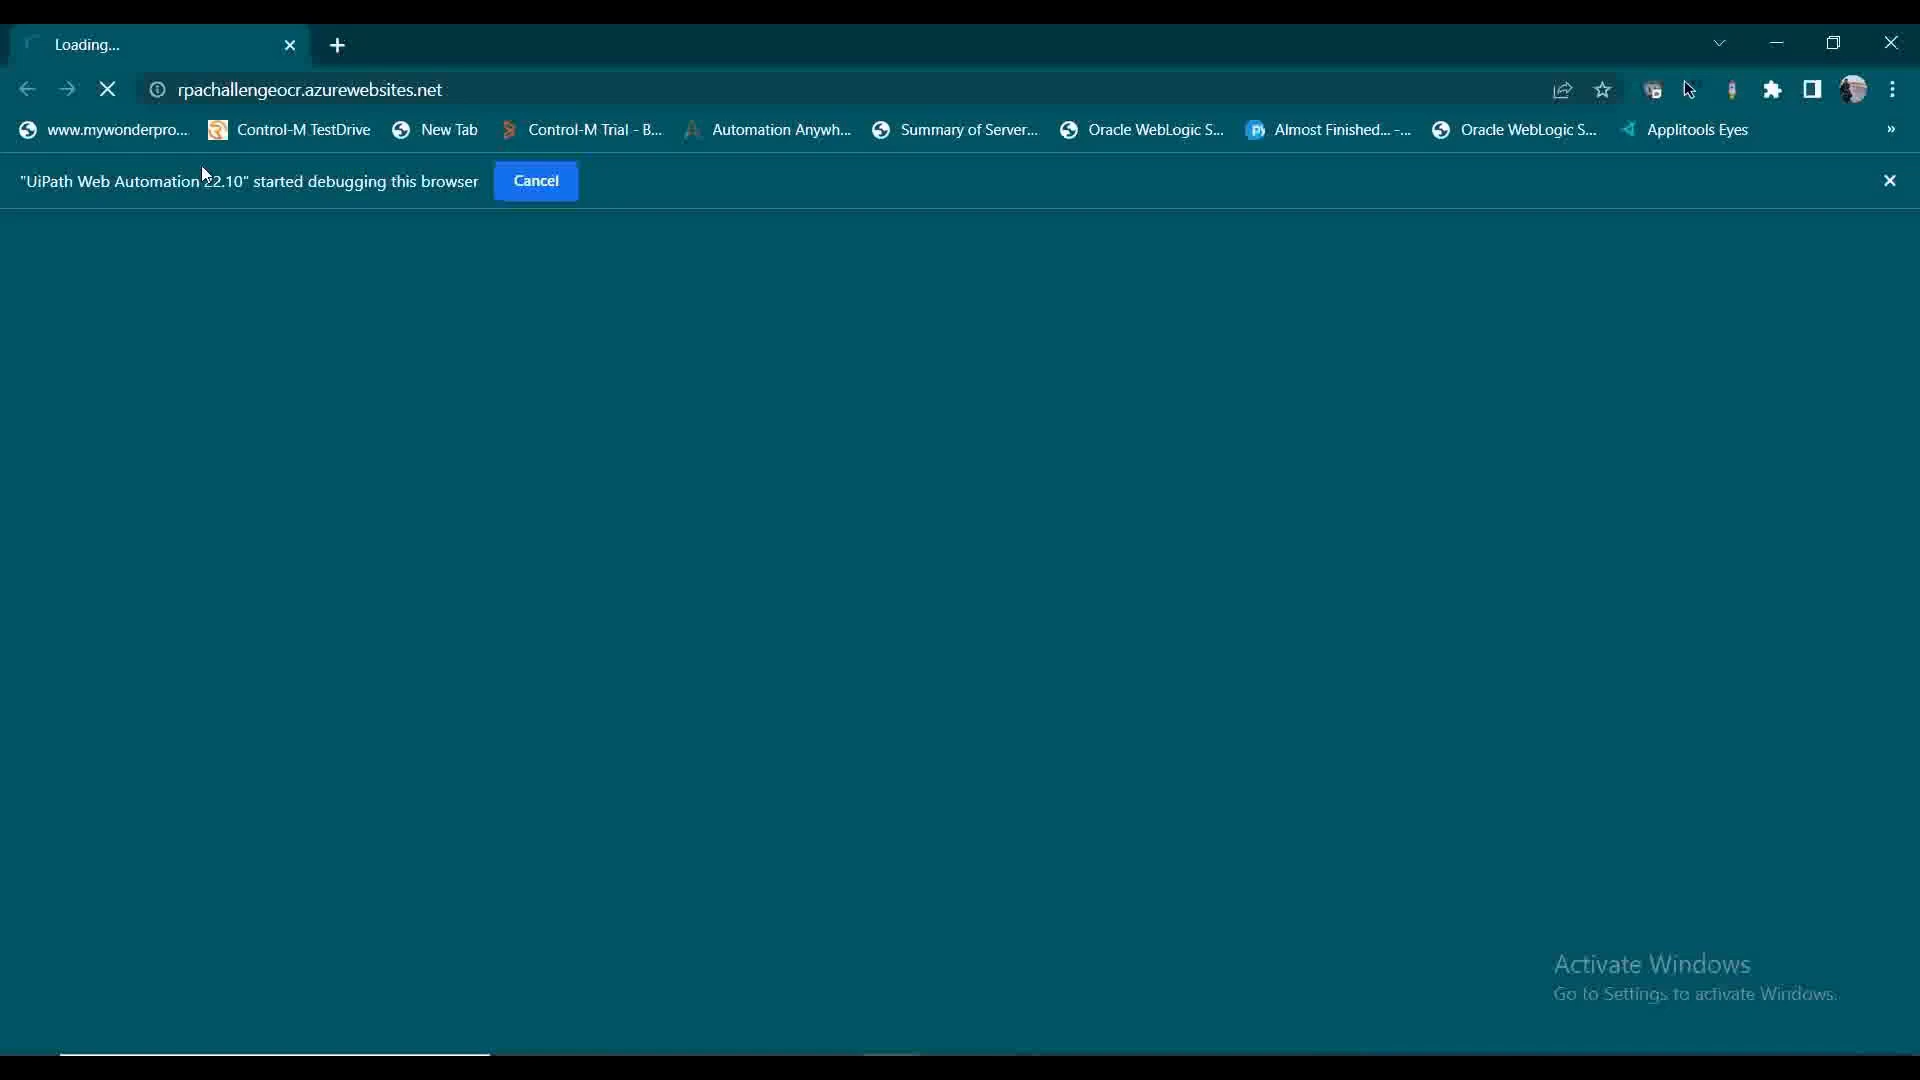 Loading...
rpachallengeocr.azurewebsites.net
www.mywonderpro... Control-M TestDrive New Tab Control-M Trial - B... Automation Anywh... Summary of Server... Oracle WebLogic S... Almost Finished... -... Oracle WebLogic S... Applitools Eyes »
"UiPath Web Automation 22.10" started debugging this browser Cancel
Activate Windows
Go to Settings to activate Windows.